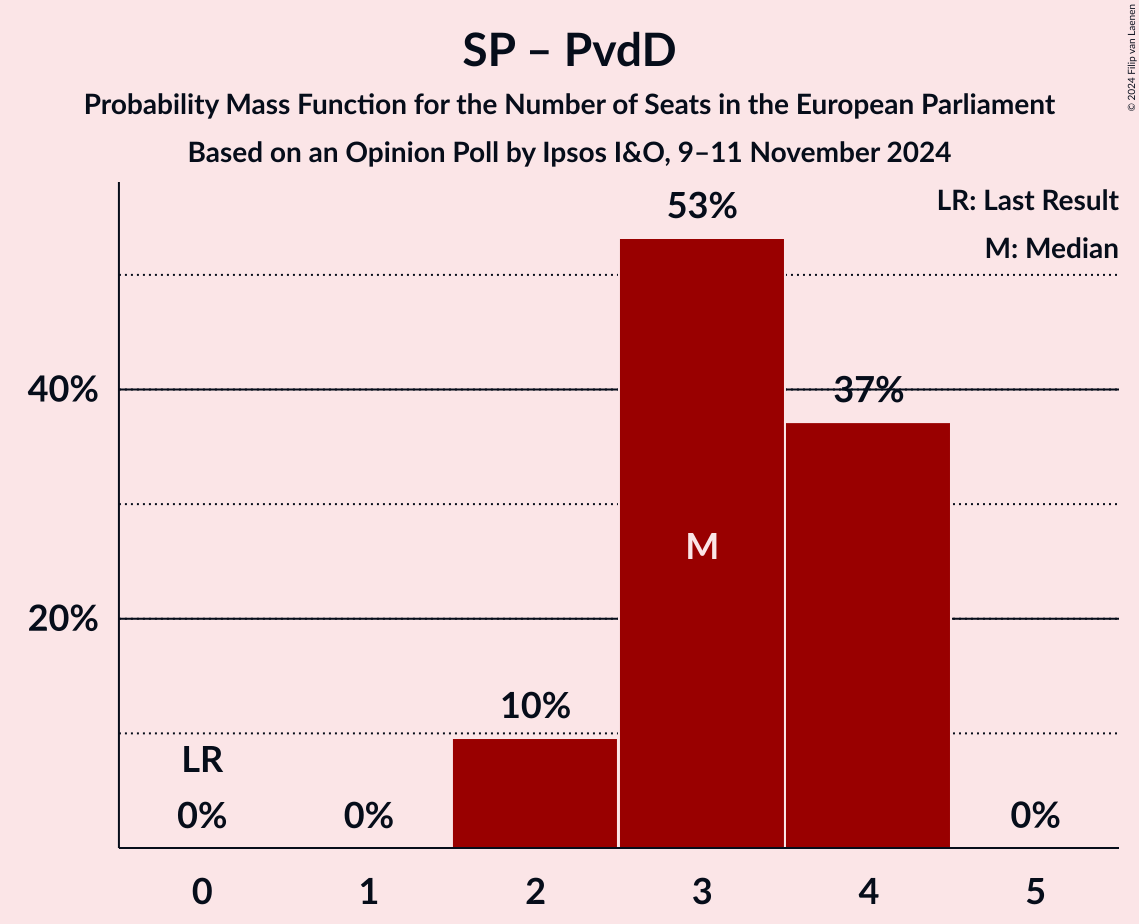 SP – PvdD
Probability Mass Function for the Number of Seats in the European Parliament
Based on an Opinion Poll by Ipsos I&O, 9–11 November 2024
© 2024 Filip van Laenen
LR: Last Result
M: Median
53%
40%
37%
M
20%
10%
LR
0%
0%
0%
0
1
2
3
4
5